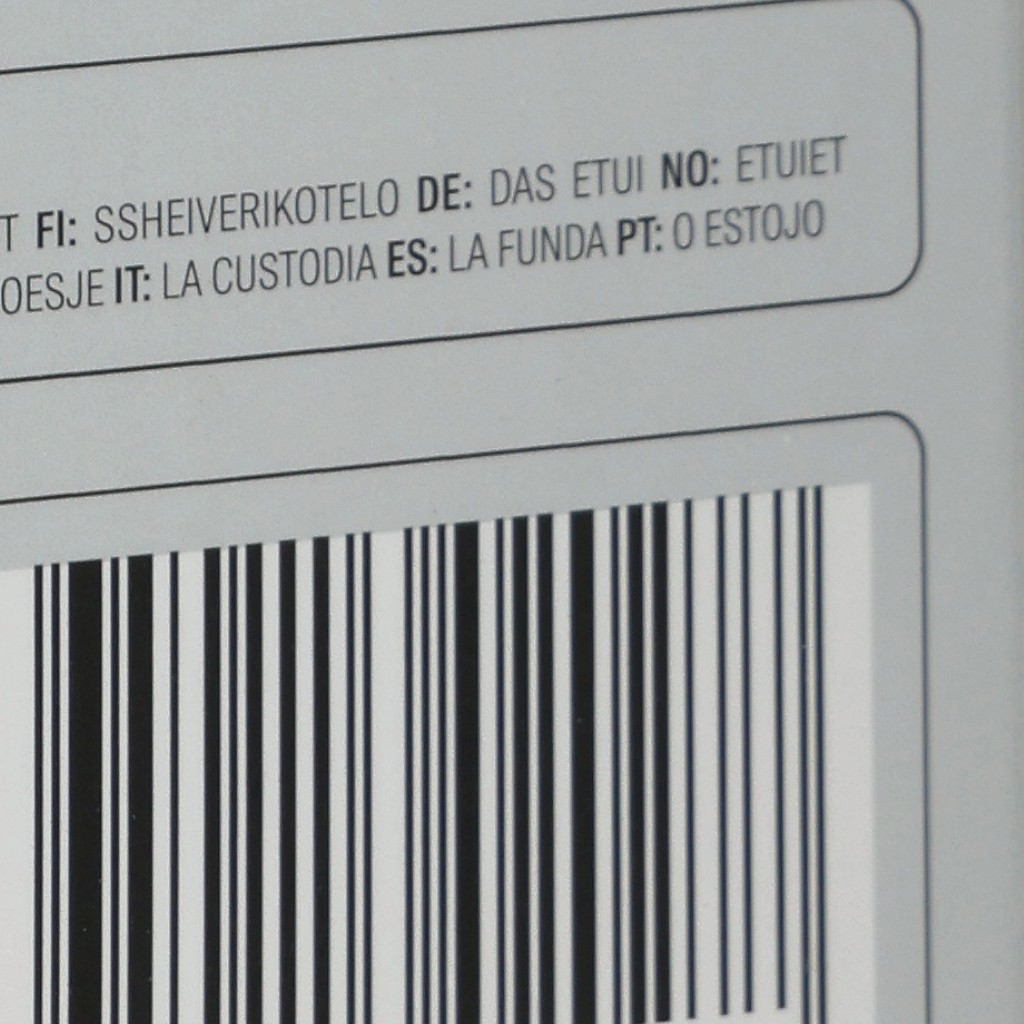 T FI: SSHEIVERIKOTELO DE: DAS ETUI NO: ETUIET
OESJE IT: LA CUSTODIA ES: LA FUNDA PT: O ESTOJO